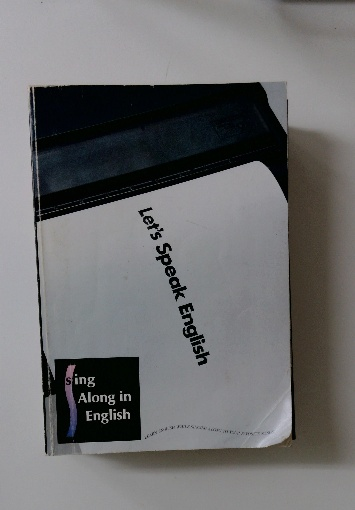 Let's Speak English
Sing
Along in
English